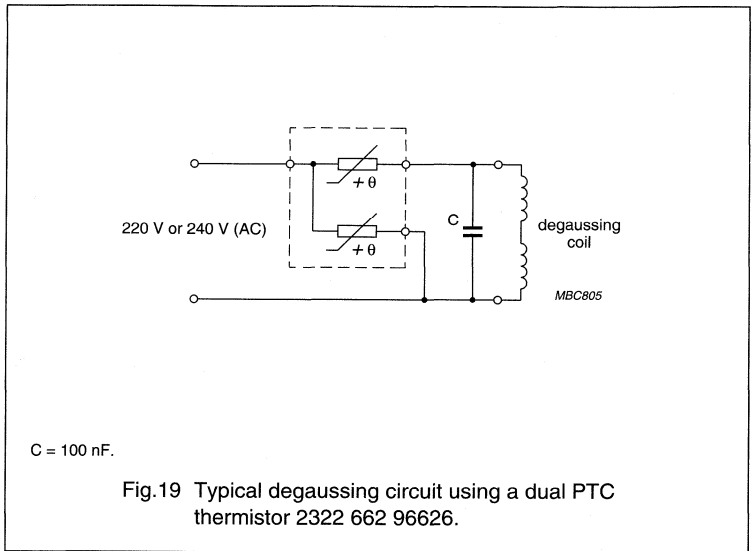 + θ
220 V or 240 V (AC)
+ θ
C
degaussing
coil
MBC805
C = 100 nF.
Fig.19 Typical degaussing circuit using a dual PTC
thermistor 2322 662 96626.